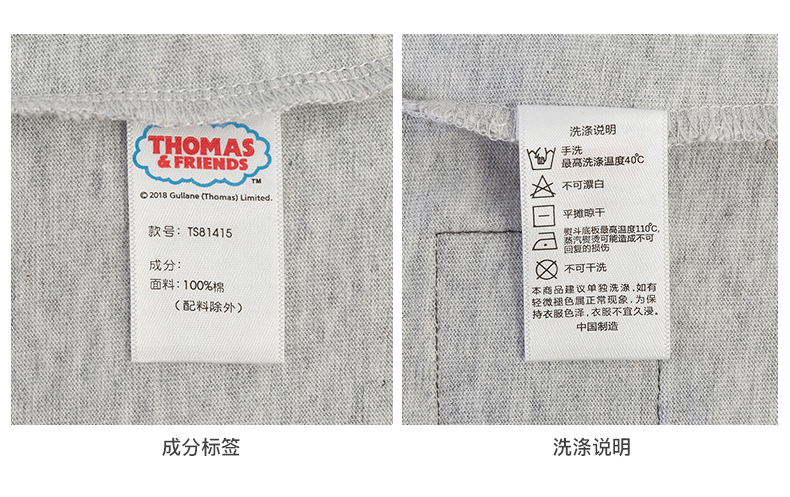 THOMAS
& FRIENDS
™
© 2018 Gullane (Thomas) Limited.
款号: TS81415
成分:
面料: 100%棉
(配料除外)
成分标签
洗涤说明
手洗
最高洗涤温度40℃
不可漂白
平摊晾干
熨斗底板最高温度110℃,
蒸汽熨烫可能造成不可
回复的损伤
不可干洗
本商品建议单独洗涤,如有
轻微褪色属正常现象,为保
持衣服色泽,衣服不宜久浸。
中国制造
洗涤说明